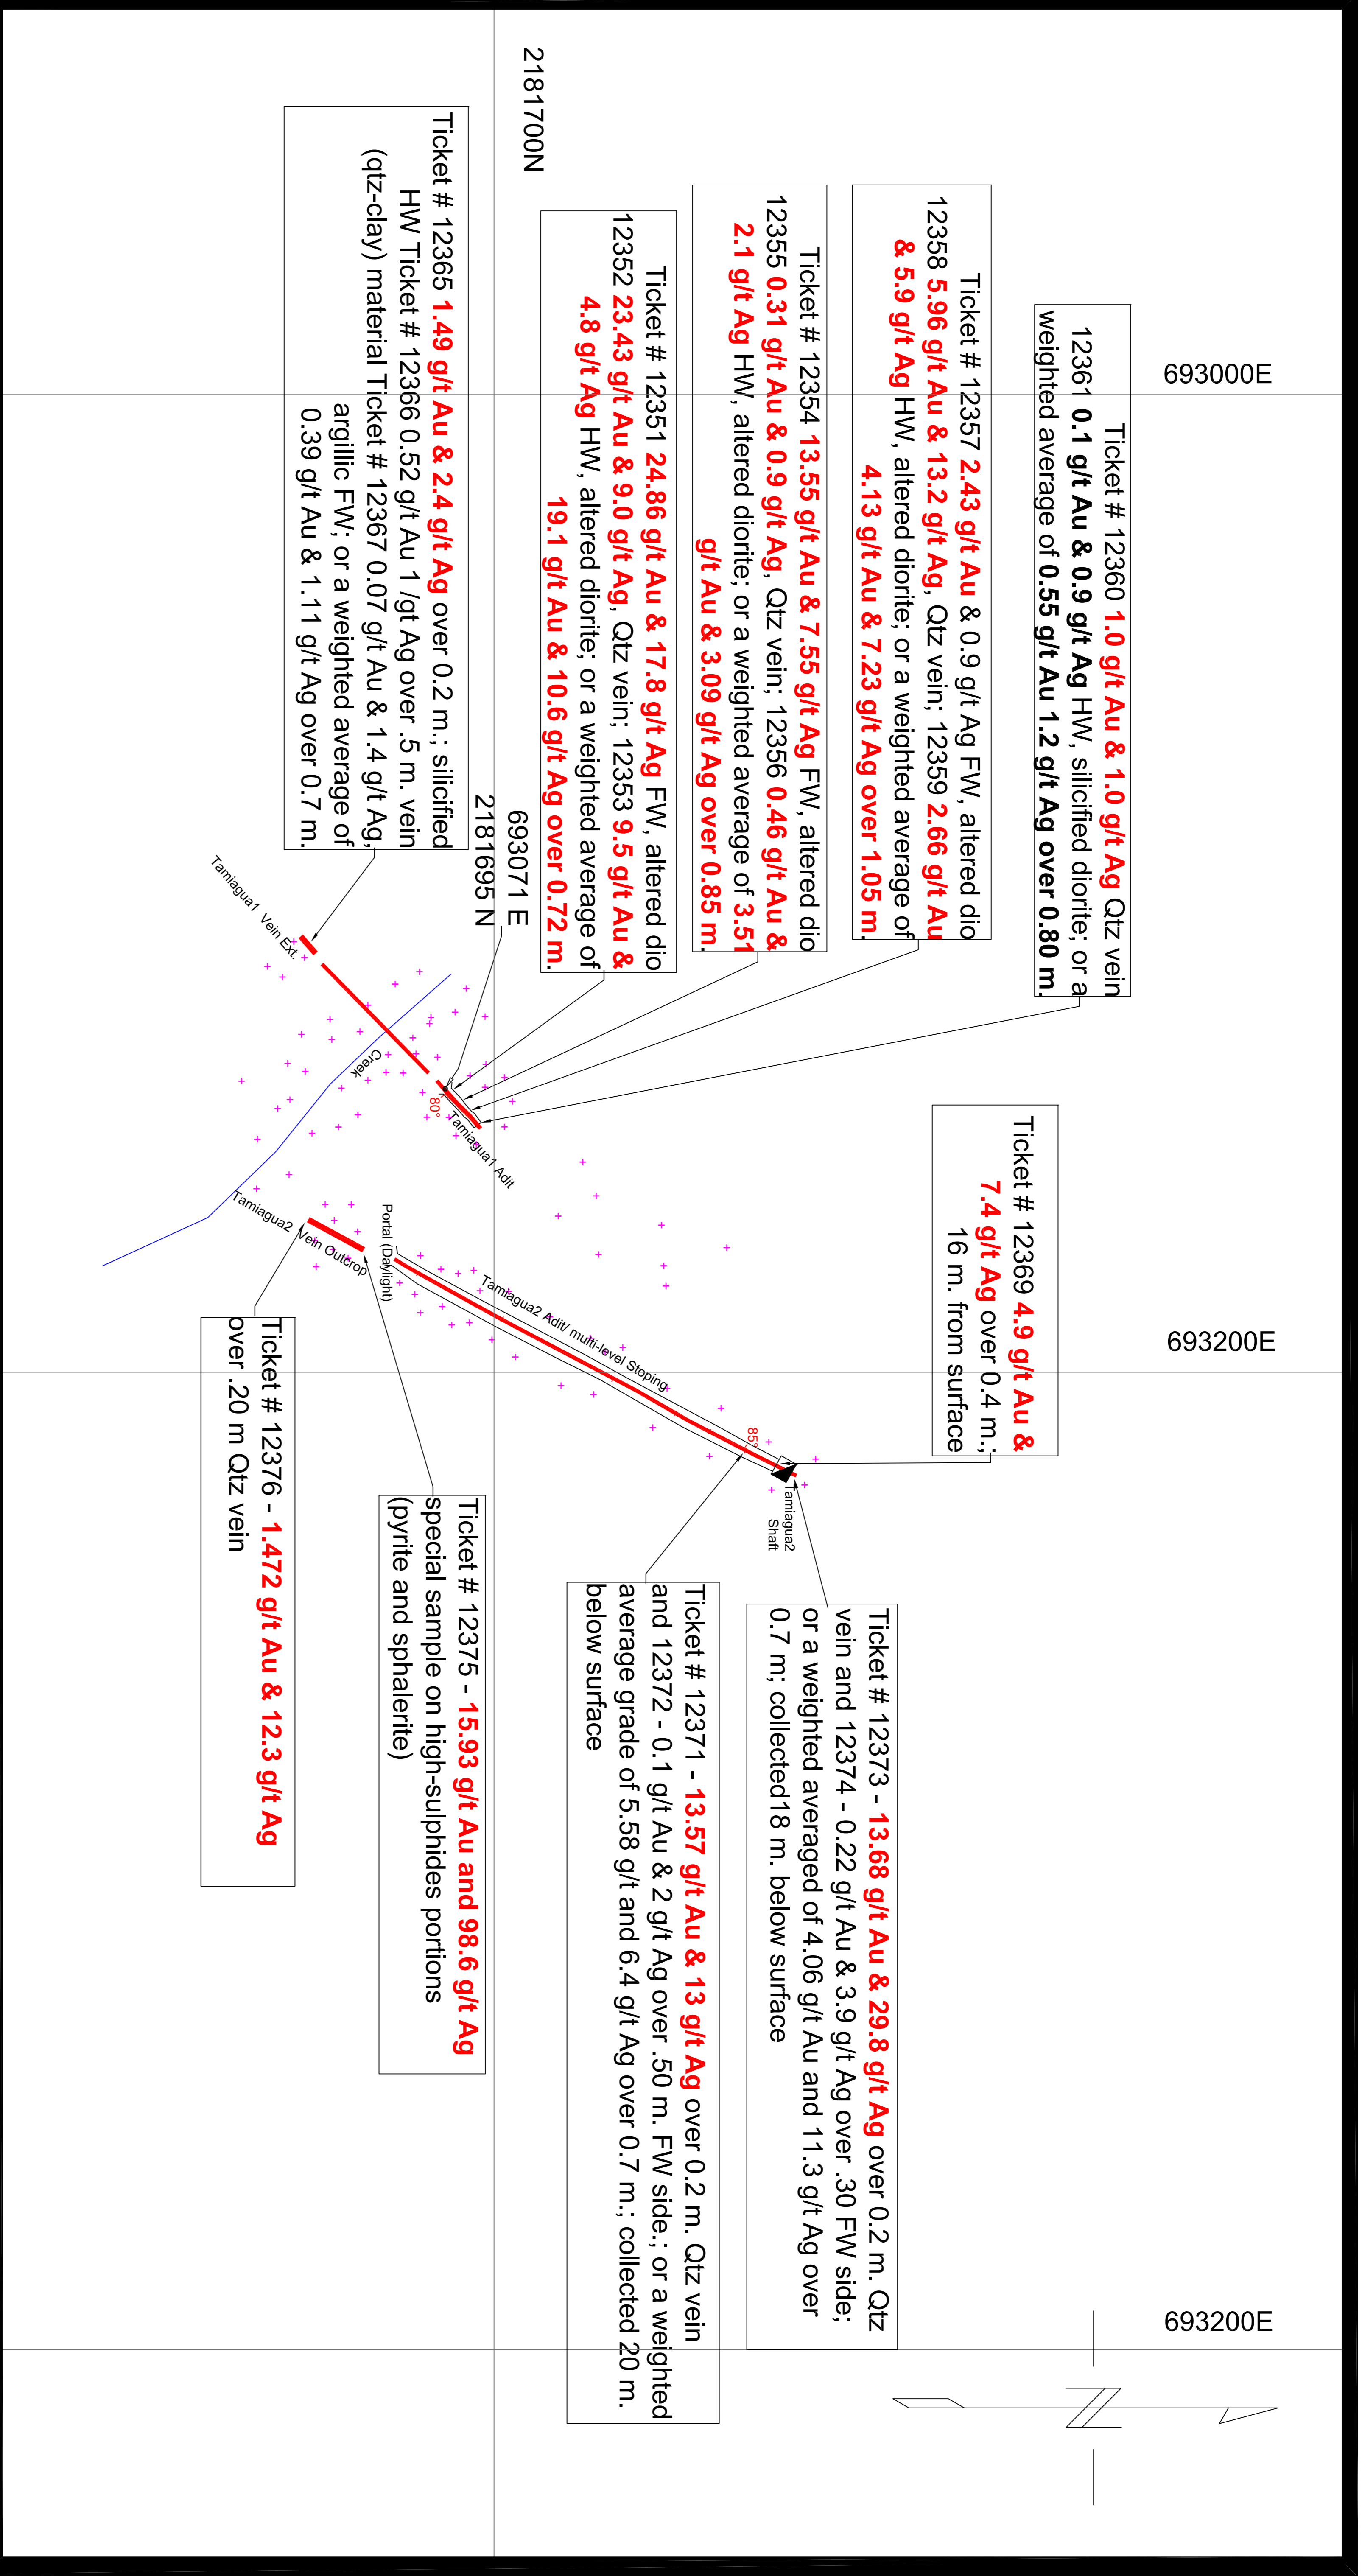 693000E
693200E
693200E
2181700N
Ticket # 12360 1.0 g/t Au & 1.0 g/t Ag Qtz vein
12361 0.1 g/t Au & 0.9 g/t Ag HW, silicified diorite; or a
weighted average of 0.55 g/t Au 1.2 g/t Ag over 0.80 m.
Ticket # 12357 2.43 g/t Au & 0.9 g/t Ag FW, altered dio
12358 5.96 g/t Au & 13.2 g/t Ag, Qtz vein; 12359 2.66 g/t Au
& 5.9 g/t Ag HW, altered diorite; or a weighted average of
4.13 g/t Au & 7.23 g/t Ag over 1.05 m.
Ticket # 12354 13.55 g/t Au & 7.55 g/t Ag FW, altered dio
12355 0.31 g/t Au & 0.9 g/t Ag, Qtz vein; 12356 0.46 g/t Au &
2.1 g/t Ag HW, altered diorite; or a weighted average of 3.51
g/t Au & 3.09 g/t Ag over 0.85 m.
Ticket # 12351 24.86 g/t Au & 17.8 g/t Ag FW, altered dio
12352 23.43 g/t Au & 9.0 g/t Ag, Qtz vein; 12353 9.5 g/t Au &
4.8 g/t Ag HW, altered diorite; or a weighted average of
19.1 g/t Au & 10.6 g/t Ag over 0.72 m.
693071 E
2181695 N
Ticket # 12365 1.49 g/t Au & 2.4 g/t Ag over 0.2 m.; silicified
HW Ticket # 12366 0.52 g/t Au 1 /gt Ag over .5 m. vein
(qtz-clay) material Ticket # 12367 0.07 g/t Au & 1.4 g/t Ag,
argillic FW; or a weighted average of
0.39 g/t Au & 1.11 g/t Ag over 0.7 m.
Tamiagua1 Vein Ext.
Creek
80°
Tamiagua1 Adit
Tamiagua2 Vein Outcrop
Portal (Daylight)
Tamiagua2 Adit/ multi-level Stoping
85°
Tamiagua2
Shaft
Ticket # 12369 4.9 g/t Au &
7.4 g/t Ag over 0.4 m.;
16 m. from surface
Ticket # 12373 - 13.68 g/t Au & 29.8 g/t Ag over 0.2 m. Qtz
vein and 12374 - 0.22 g/t Au & 3.9 g/t Ag over .30 FW side;
or a weighted averaged of 4.06 g/t Au and 11.3 g/t Ag over
0.7 m; collected18 m. below surface
Ticket # 12371 - 13.57 g/t Au & 13 g/t Ag over 0.2 m. Qtz vein
and 12372 - 0.1 g/t Au & 2 g/t Ag over .50 m. FW side.; or a weighted
average grade of 5.58 g/t and 6.4 g/t Ag over 0.7 m.; collected 20 m.
below surface
Ticket # 12375 - 15.93 g/t Au and 98.6 g/t Ag
special sample on high-sulphides portions
(pyrite and sphalerite)
Ticket # 12376 - 1.472 g/t Au & 12.3 g/t Ag
over .20 m Qtz vein
N